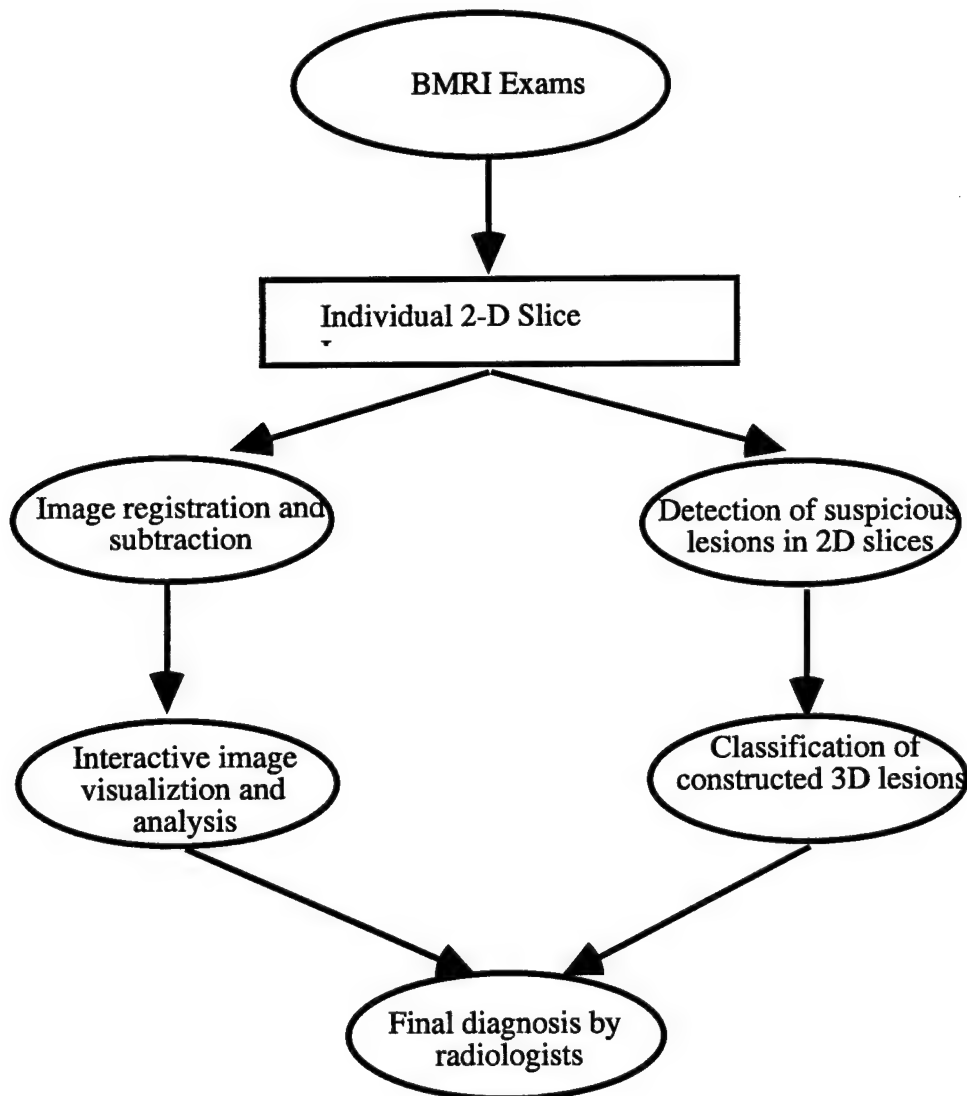 BMRI Exams
Individual 2-D Slice
Image registration and
subtraction
Detection of suspicious
lesions in 2D slices
Interactive image
visualiztion and
analysis
Classification of
constructed 3D lesions
Final diagnosis by
radiologists